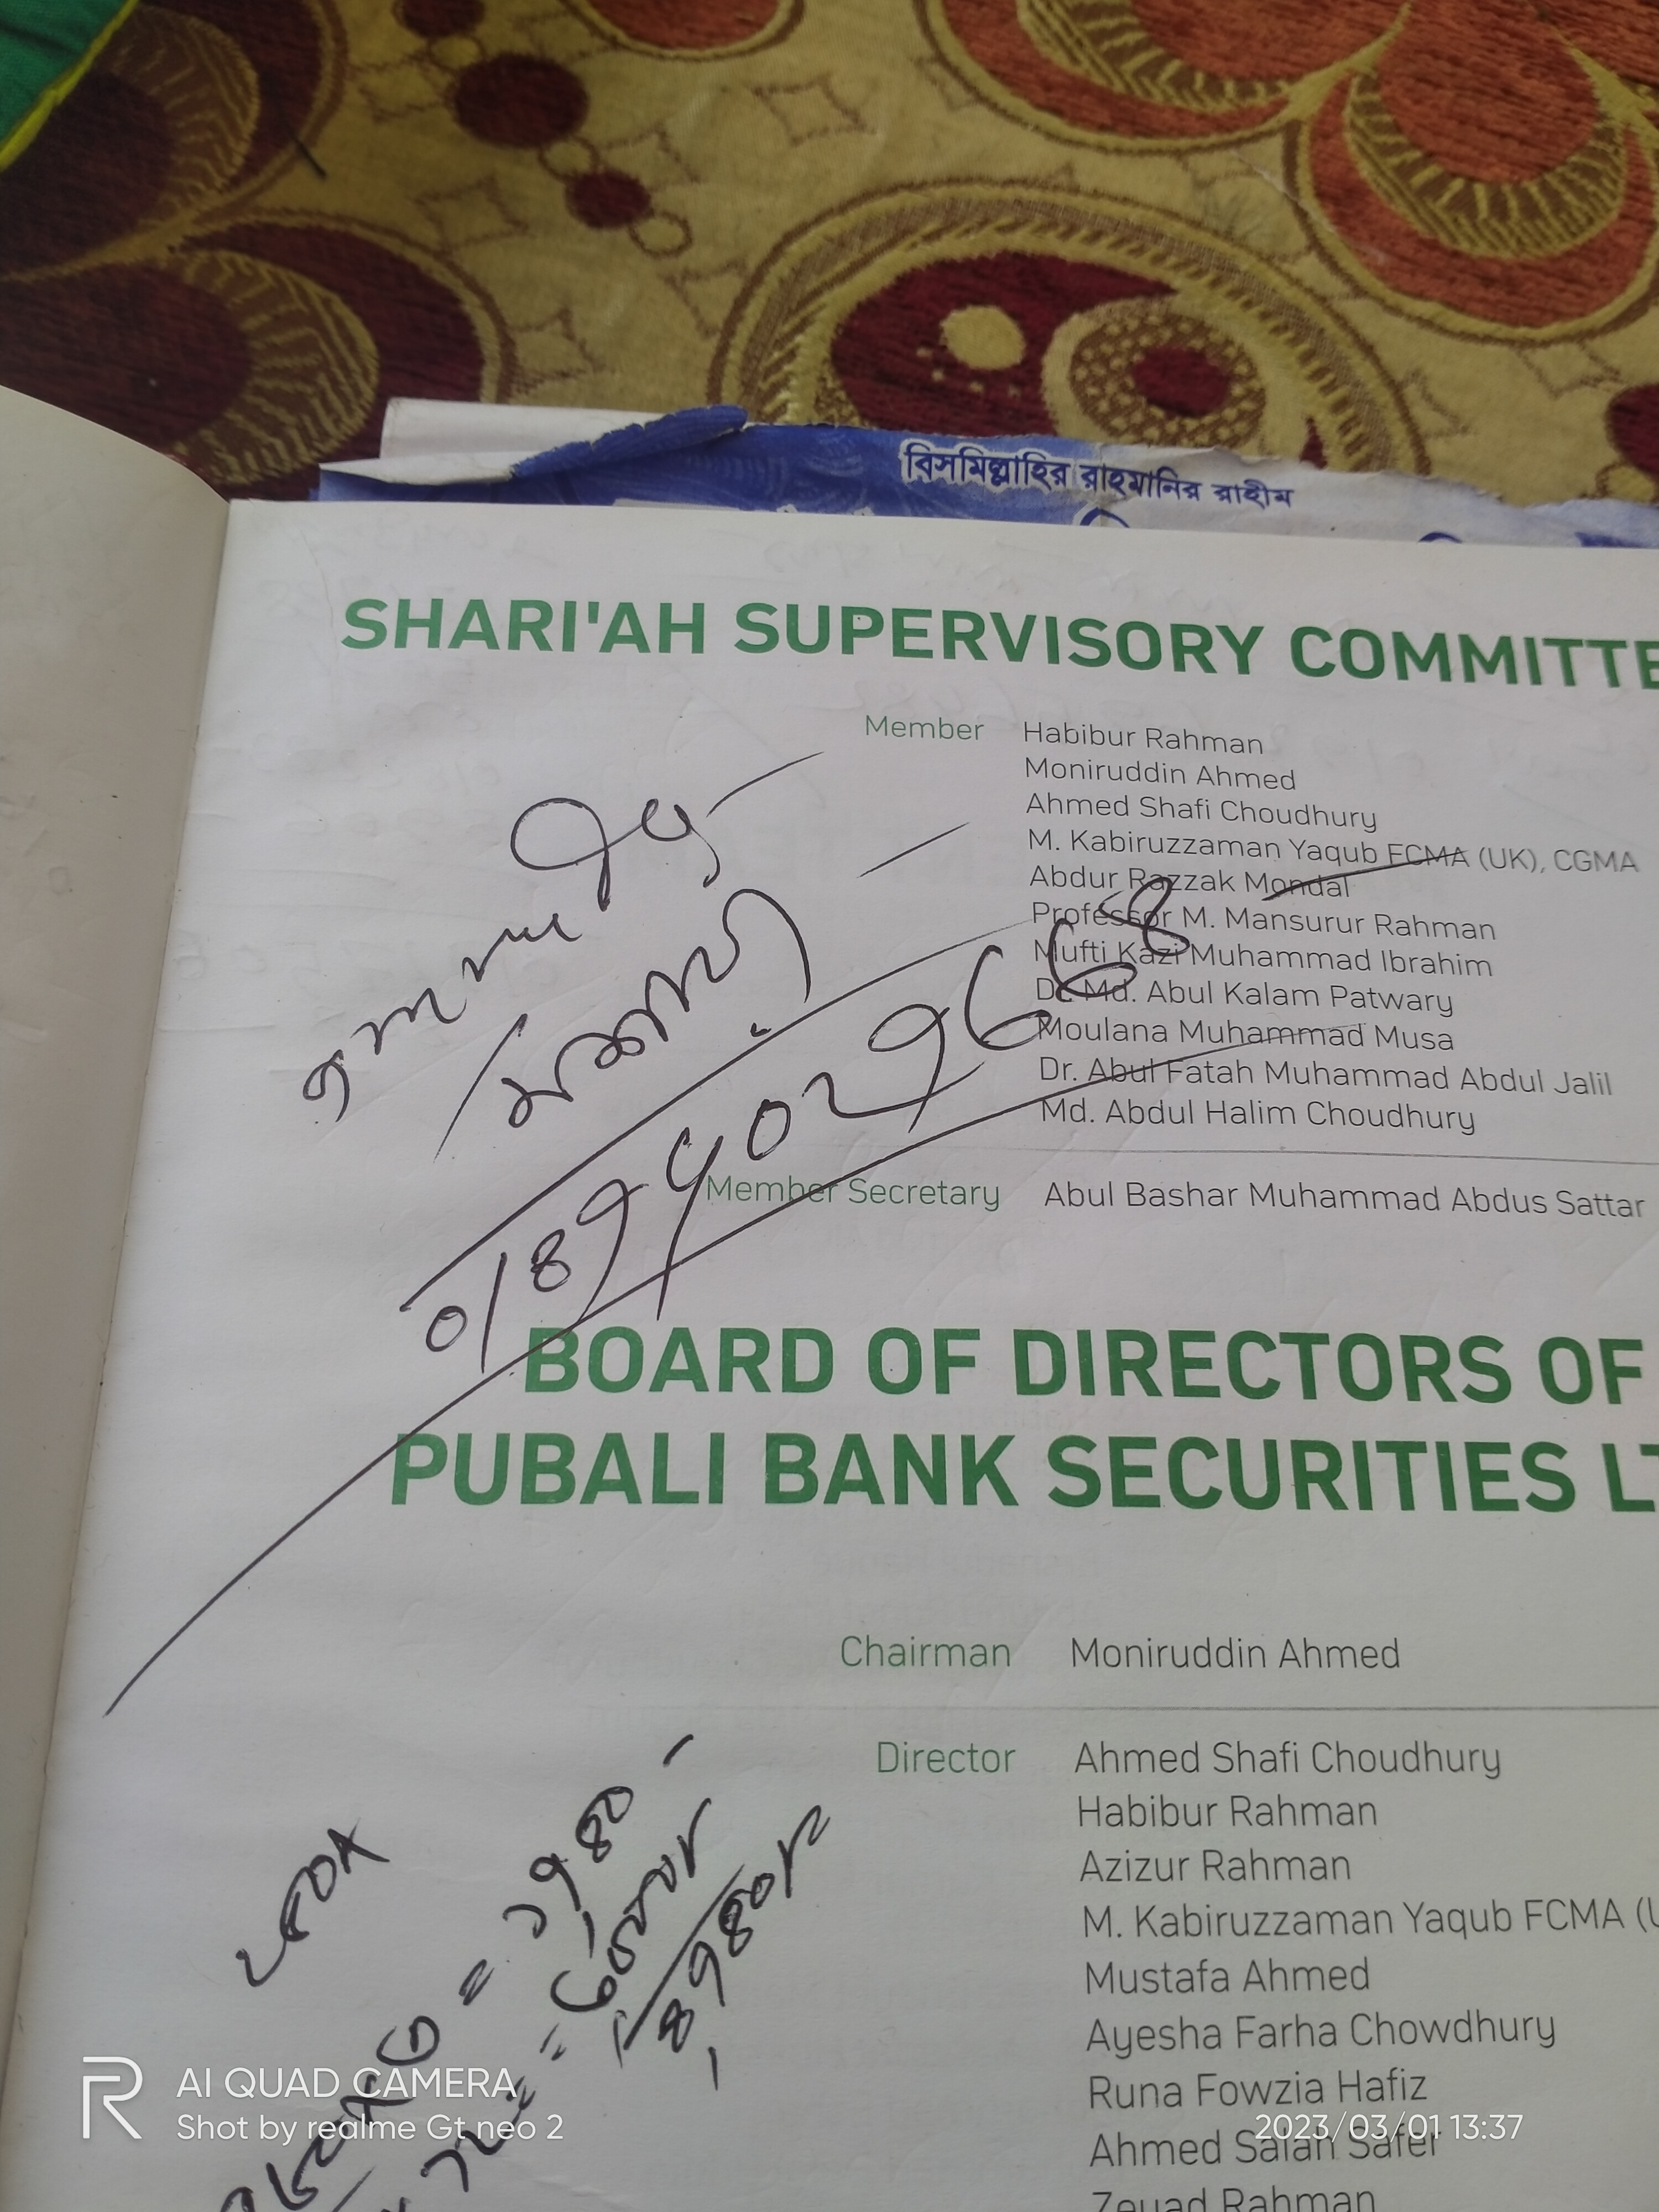 বিসমিল্লাহির রাহমানির রাহীম
SHARI'AH SUPERVISORY COMMITTE
Member Habibur Rahman
Moniruddin Ahmed
Ahmed Shafi Choudhury
M. Kabiruzzaman Yaqub FCMA (UK), CGMA
Abdur Razzak Mondal
Professor M. Mansurur Rahman
Mufti Kazi Muhammad Ibrahim
Dr. Md. Abul Kalam Patwary
Moulana Muhammad Musa
Dr. Abul Fatah Muhammad Abdul Jalil
Md. Abdul Halim Choudhury
Member Secretary Abul Bashar Muhammad Abdus Sattar
BOARD OF DIRECTORS OF
PUBALI BANK SECURITIES LT
Chairman Moniruddin Ahmed
Director Ahmed Shafi Choudhury
Habibur Rahman
Azizur Rahman
M. Kabiruzzaman Yaqub FCMA (U
Mustafa Ahmed
Ayesha Farha Chowdhury
Runa Fowzia Hafiz
Ahmed Salah Safer
Zeyad Rahman
AI QUAD CAMERA
Shot by realme Gt neo 2
2023/03/01 13:37